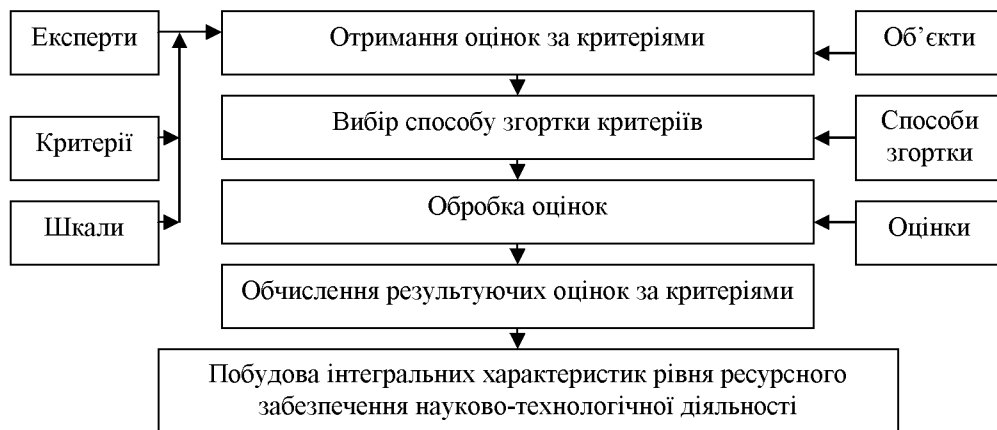 Експерти
Отримання оцінок за критеріями
Об’єкти
Критерії
Вибір способу згортки критеріїв
Способи
згортки
Шкали
Обробка оцінок
Оцінки
Обчислення результуючих оцінок за критеріями
Побудова інтегральних характеристик рівня ресурсного
забезпечення науково-технологічної діяльності